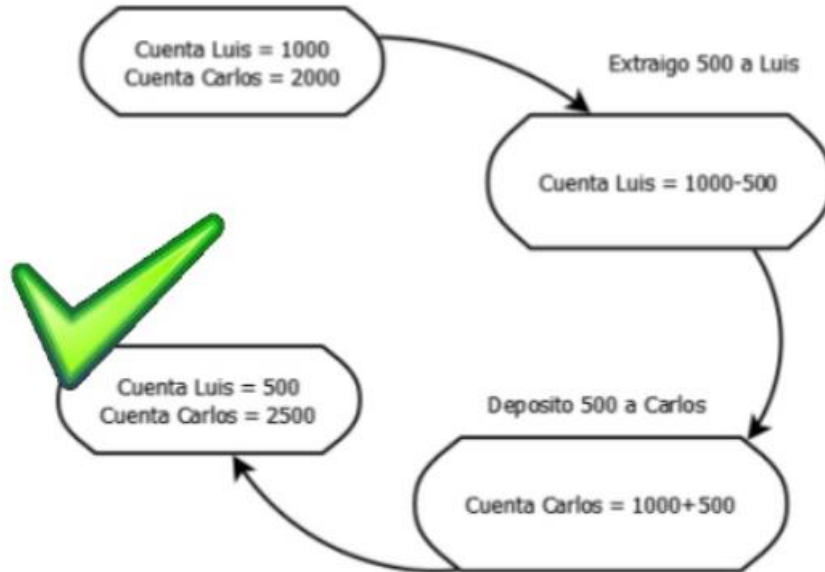 Cuenta Luis = 1000
Cuenta Carlos = 2000
Extraigo 500 a Luis
Cuenta Luis = 1000-500
Deposito 500 a Carlos
Cuenta Carlos = 1000+500
Cuenta Luis = 500
Cuenta Carlos = 2500